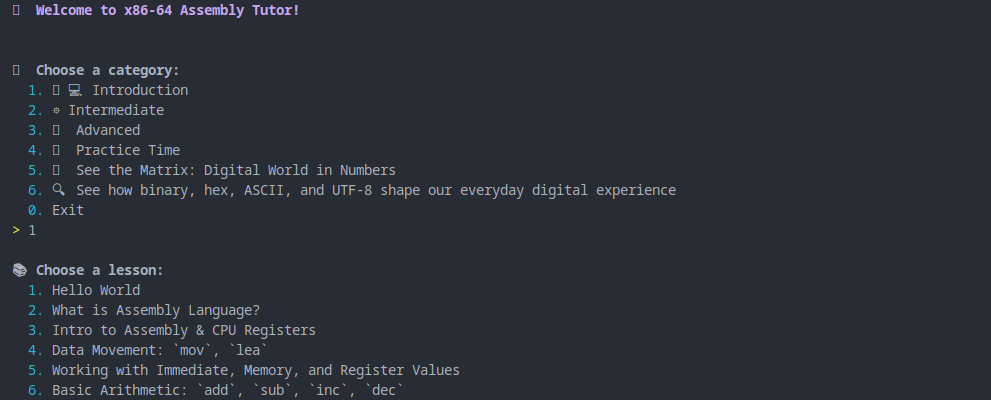 Welcome to x86-64 Assembly Tutor!
Choose a category:
1. 💻 Introduction
2. ⚙ Intermediate
3. Advanced
4. Practice Time
5. See the Matrix: Digital World in Numbers
6. 🔍 See how binary, hex, ASCII, and UTF-8 shape our everyday digital experience
0. Exit
> 1
📚 Choose a lesson:
1. Hello World
2. What is Assembly Language?
3. Intro to Assembly & CPU Registers
4. Data Movement: `mov`, `lea`
5. Working with Immediate, Memory, and Register Values
6. Basic Arithmetic: `add`, `sub`, `inc`, `dec`